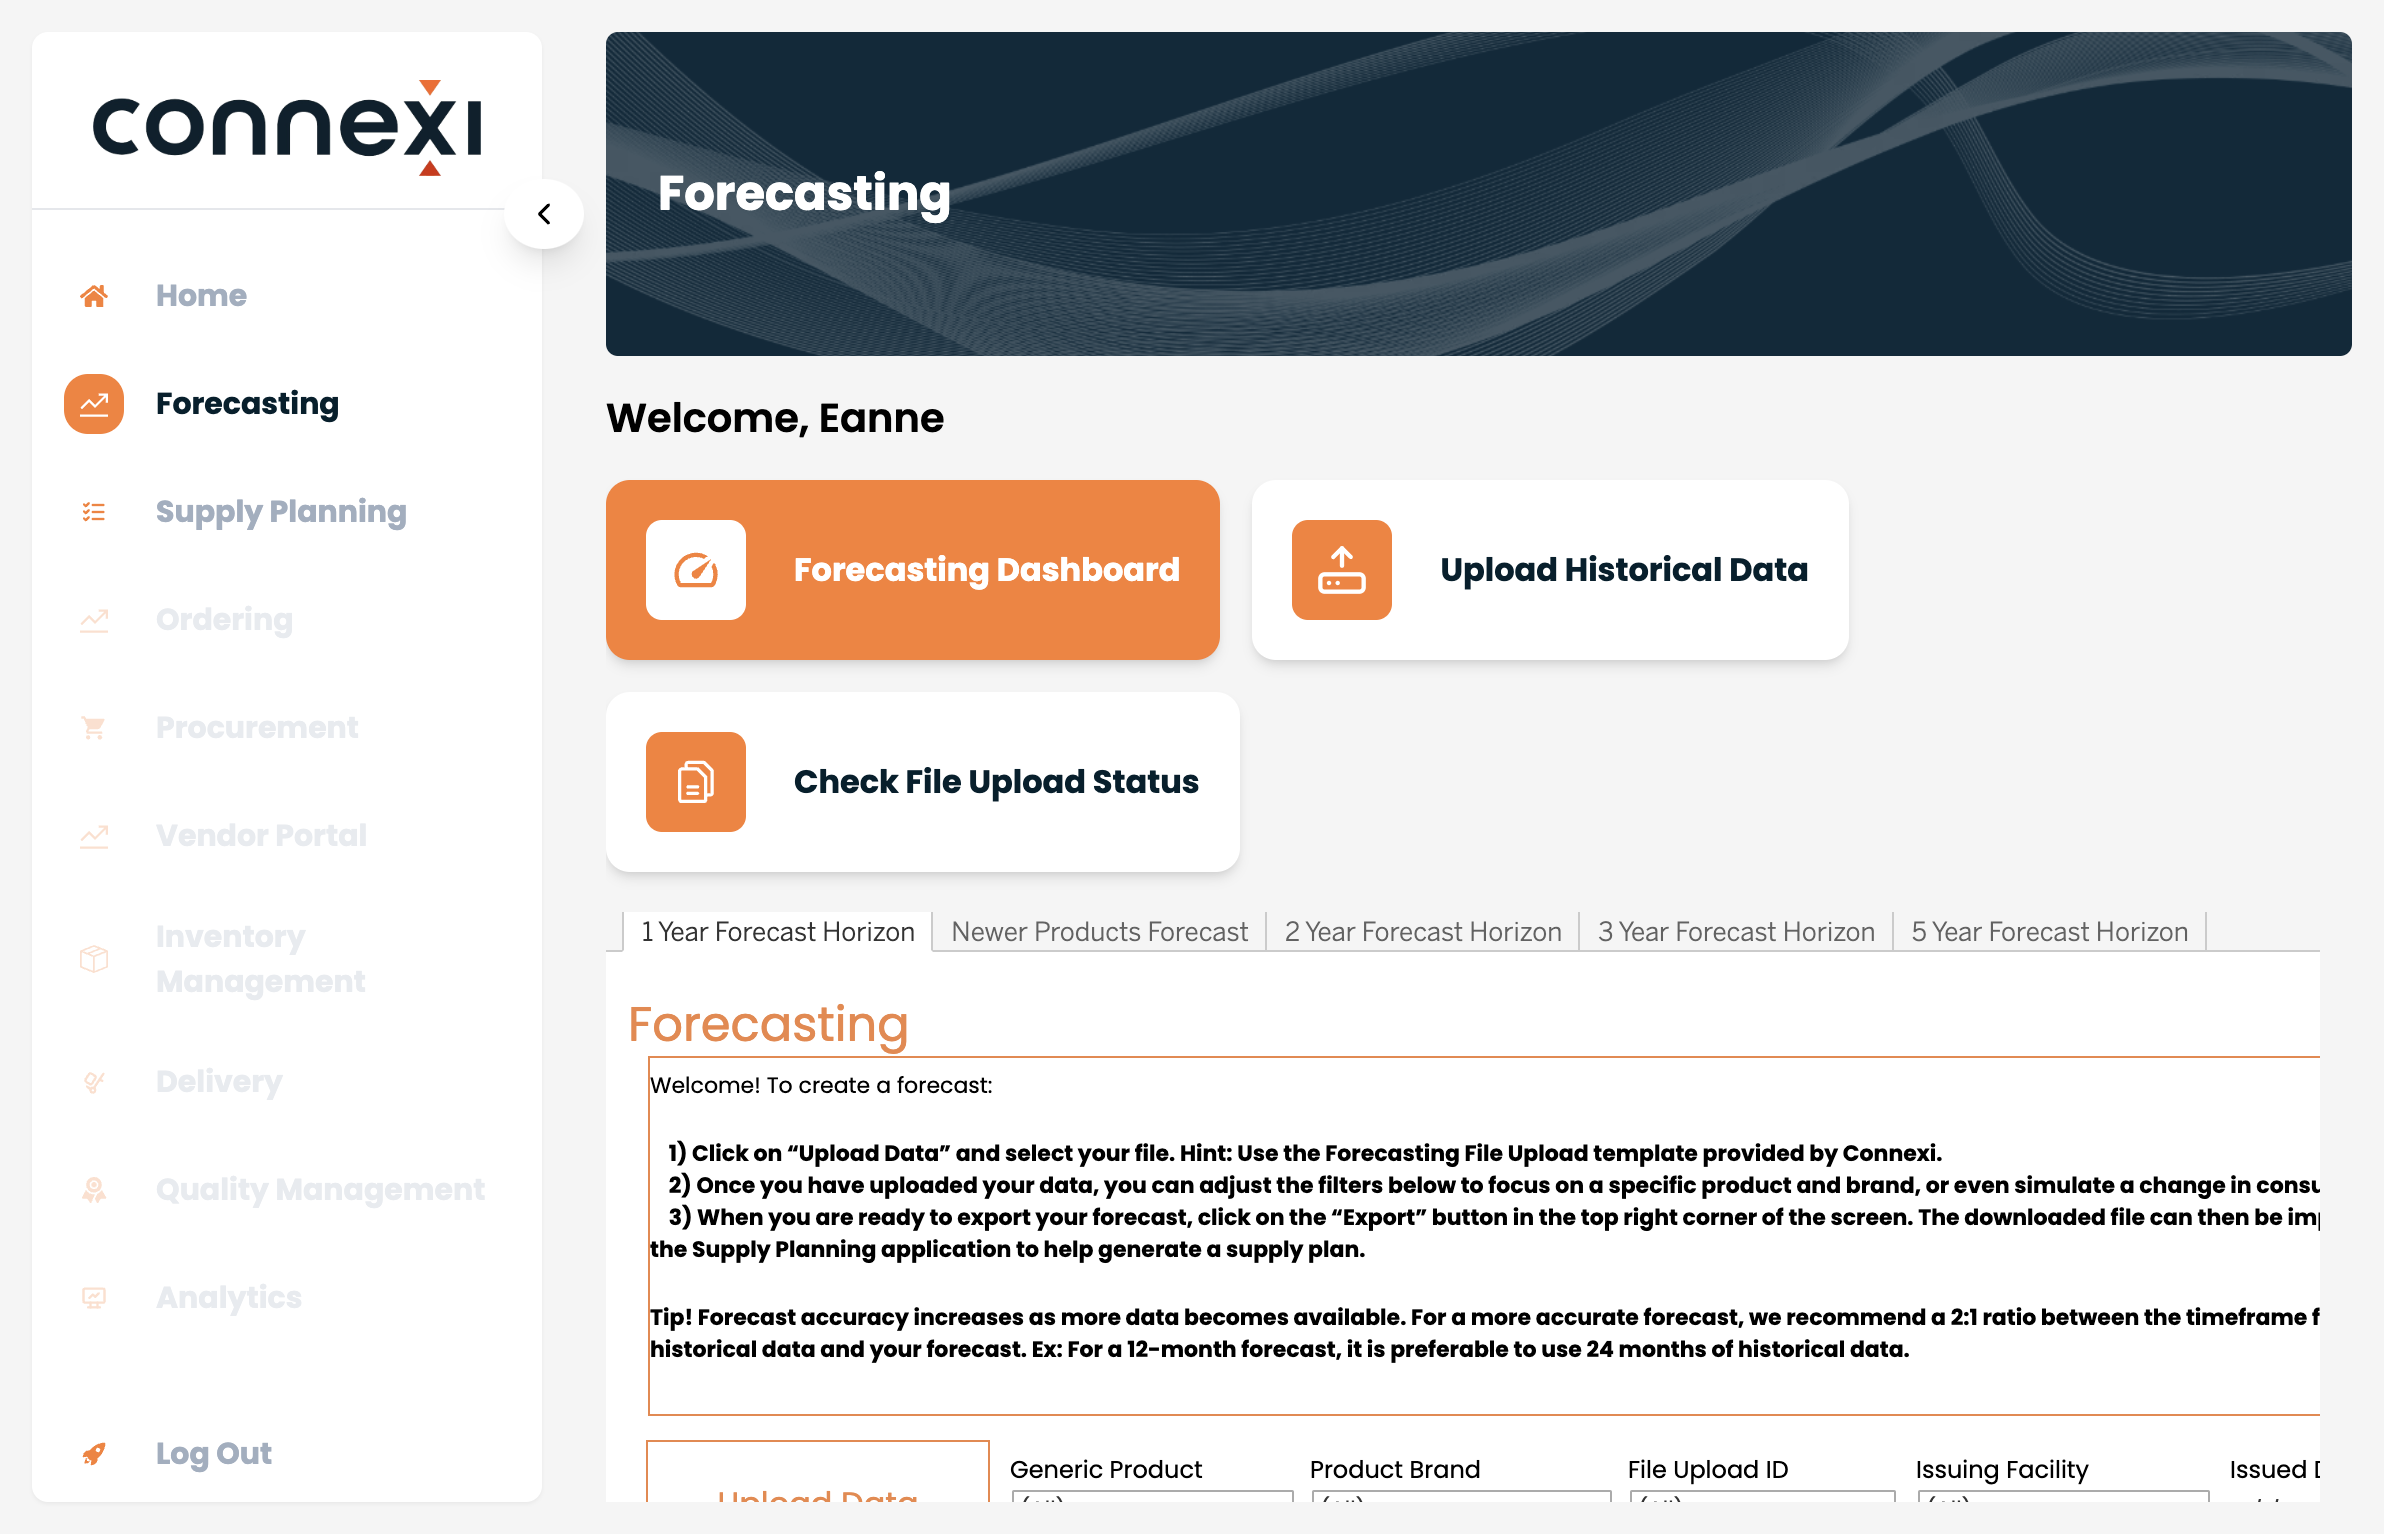 connexi
Home
Forecasting
Supply Planning
Ordering
Procurement
Vendor Portal
Inventory
Management
Delivery
Quality Management
Analytics
Log Out
Forecasting
Welcome, Eanne
Forecasting Dashboard
Upload Historical Data
Check File Upload Status
1 Year Forecast Horizon
Newer Products Forecast
2 Year Forecast Horizon
3 Year Forecast Horizon
5 Year Forecast Horizon
Forecasting
Welcome! To create a forecast:
1) Click on “Upload Data” and select your file. Hint: Use the Forecasting File Upload template provided by Connexi.
2) Once you have uploaded your data, you can adjust the filters below to focus on a specific product and brand, or even simulate a change in
3) When you are ready to export your forecast, click on the “Export” button in the top right corner of the screen. The downloaded file can then be
the Supply Planning application to help generate a supply plan.
Tip! Forecast accuracy increases as more data becomes available. For a more accurate forecast, we recommend a 2:1 ratio between the timeframe
historical data and your forecast. Ex: For a 12-month forecast, it is preferable to use 24 months of historical data.
Upload Data
Generic Product
Product Brand
File Upload ID
Issuing Facility
Issued